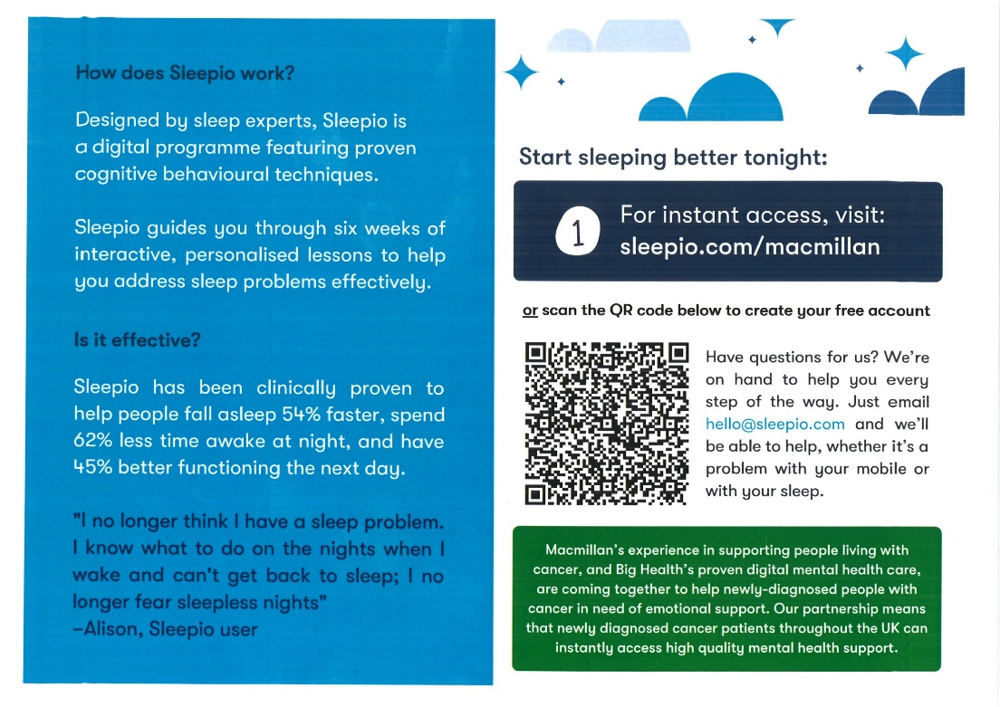 How does Sleepio work?
Designed by sleep experts, Sleepio is
a digital programme featuring proven
cognitive behavioural techniques.
Sleepio guides you through six weeks of
interactive, personalised lessons to help
you address sleep problems effectively.
Is it effective?
Sleepio has been clinically proven to
help people fall asleep 54% faster, spend
62% less time awake at night, and have
45% better functioning the next day.
"I no longer think I have a sleep problem.
I know what to do on the nights when I
wake and can't get back to sleep; I no
longer fear sleepless nights"
–Alison, Sleepio user
Start sleeping better tonight:
1
For instant access, visit:
sleepio.com/macmillan
or scan the QR code below to create your free account
Have questions for us? We're
on hand to help you every
step of the way. Just email
hello@sleepio.com and we'll
be able to help, whether it's a
problem with your mobile or
with your sleep.
Macmillan's experience in supporting people living with
cancer, and Big Health's proven digital mental health care,
are coming together to help newly-diagnosed people with
cancer in need of emotional support. Our partnership means
that newly diagnosed cancer patients throughout the UK can
instantly access high quality mental health support.